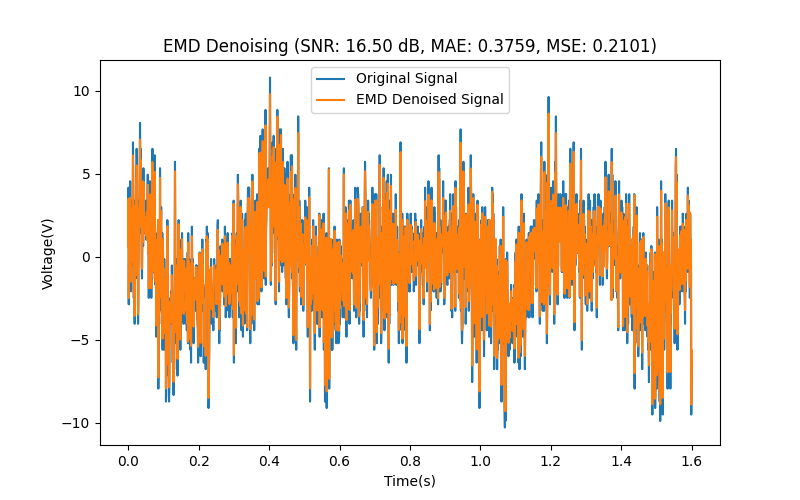 EMD Denoising (SNR: 16.50 dB, MAE: 0.3759, MSE: 0.2101)
Original Signal
EMD Denoised Signal
Voltage(V)
10
5
0
−5
−10
0.0 0.2 0.4 0.6 0.8 1.0 1.2 1.4 1.6
Time(s)